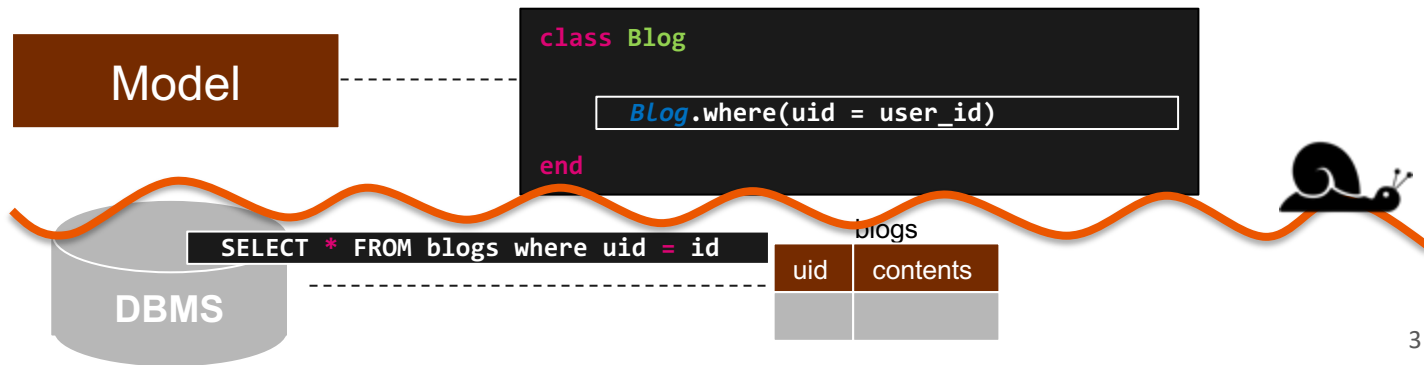 class Blog
Model
Blog.where(uid = user_id)
end
blogs
SELECT * FROM blogs where uid = id
uid contents
DBMS
3